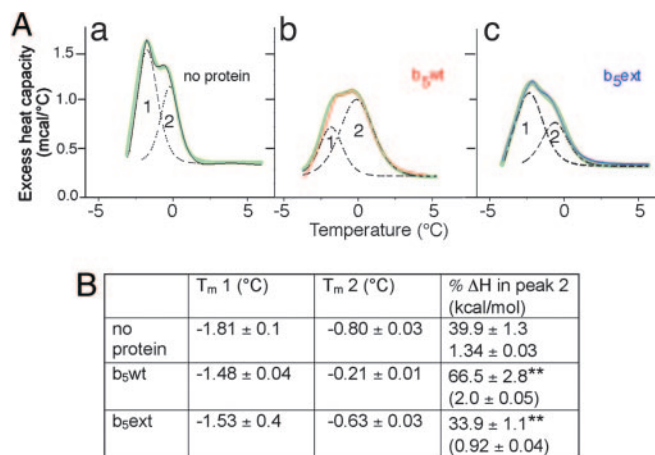 A
a
b
c
Excess heat capacity
(mcal/°C)
1.5
1.0
0.5
0.0
no protein
b5wt
b5ext
1
2
1
2
1
2
-5
0
5
-5
0
5
-5
0
5
Temperature (°C)
B
Tm 1 (°C) Tm 2 (°C) % ΔH in peak 2
(kcal/mol)
no
protein -1.81 ± 0.1 -0.80 ± 0.03 39.9 ± 1.3
1.34 ± 0.03
b5wt -1.48 ± 0.04 -0.21 ± 0.01 66.5 ± 2.8**
(2.0 ± 0.05)
b5ext -1.53 ± 0.4 -0.63 ± 0.03 33.9 ± 1.1**
(0.92 ± 0.04)